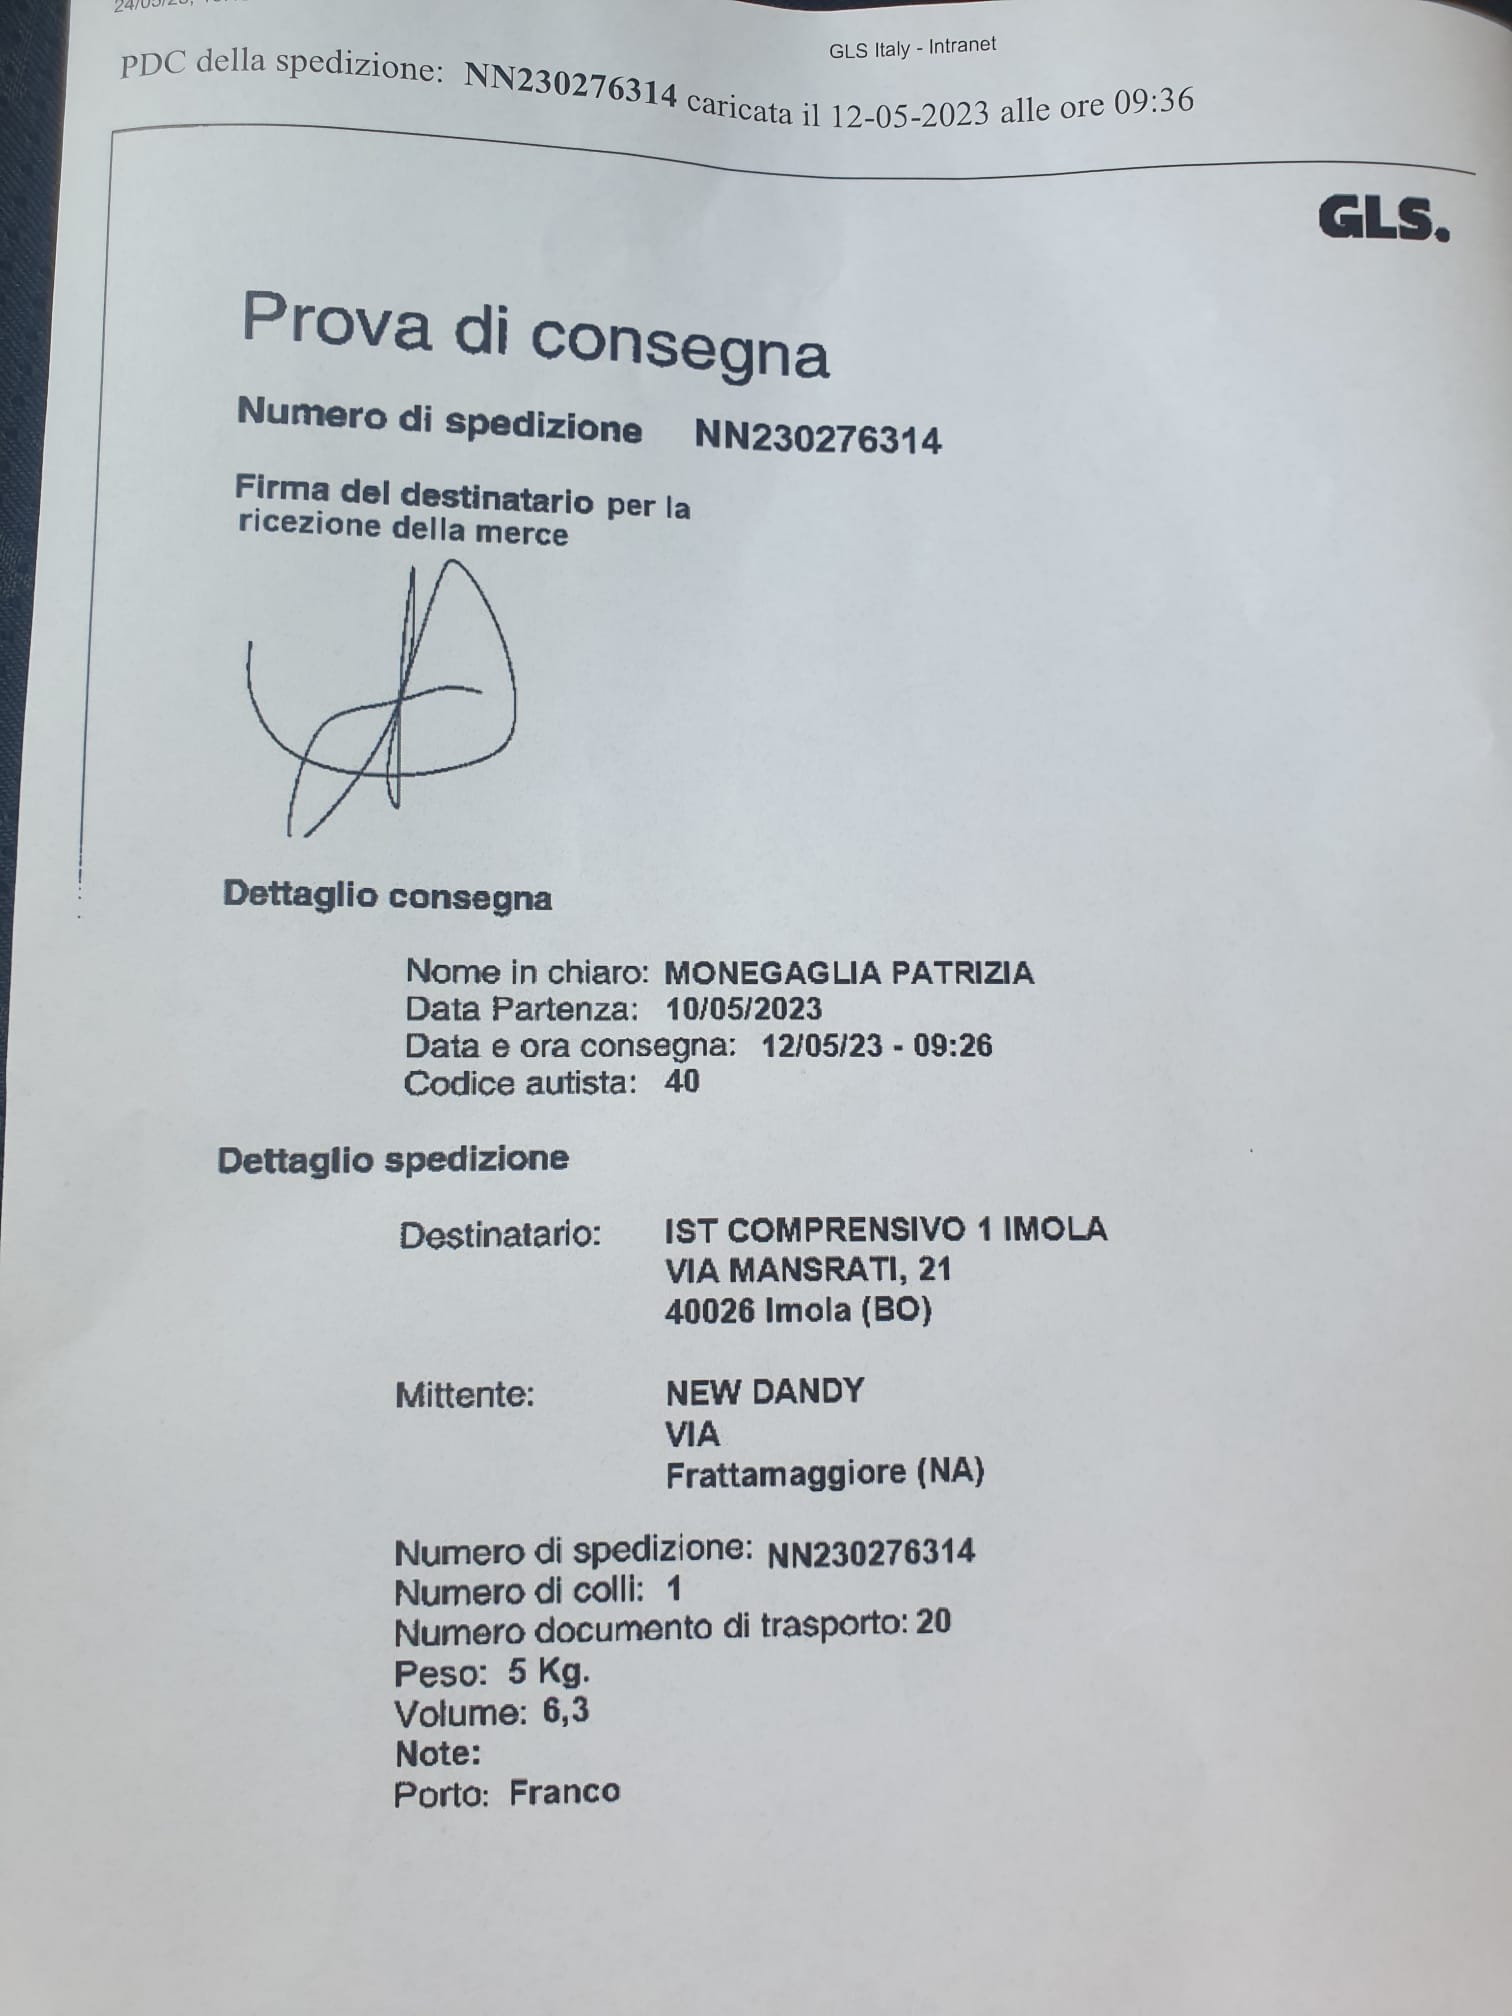 GLS Italy - Intranet
PDC della spedizione: NN230276314 caricata il 12-05-2023 alle ore 09:36
GLS.
Prova di consegna
Numero di spedizione NN230276314
Firma del destinatario per la
ricezione della merce
Dettaglio consegna
Nome in chiaro: MONEGAGLIA PATRIZIA
Data Partenza: 10/05/2023
Data e ora consegna: 12/05/23 - 09:26
Codice autista: 40
Dettaglio spedizione
Destinatario: IST COMPRENSIVO 1 IMOLA
VIA MANSRATI, 21
40026 Imola (BO)
Mittente: NEW DANDY
VIA
Frattamaggiore (NA)
Numero di spedizione: NN230276314
Numero di colli: 1
Numero documento di trasporto: 20
Peso: 5 Kg.
Volume: 6,3
Note:
Porto: Franco